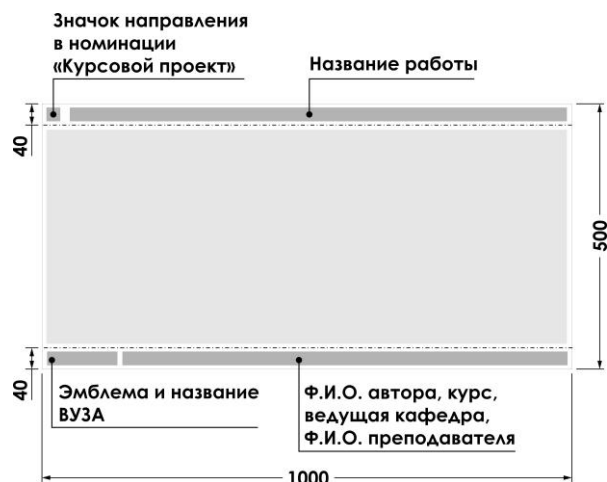 Значок направления
в номинации
«Курсовой проект»
Название работы
40
500
40
Эмблема и название
ВУЗА
Ф.И.О. автора, курс,
ведущая кафедра,
Ф.И.О. преподавателя
1000